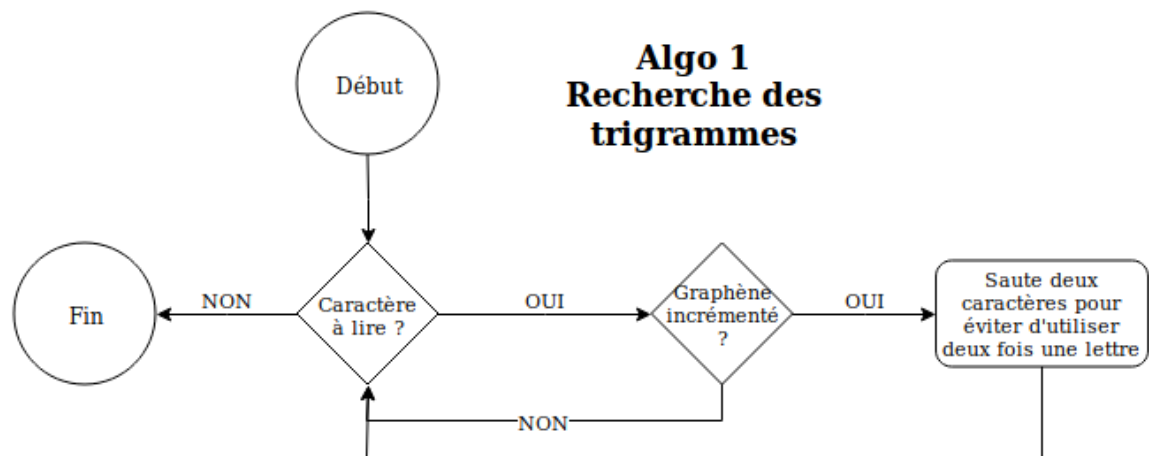 Algo 1
Recherche des
trigrammes
Début
Fin
NON
Caractère
à lire ?
OUI
Graphène
incrémenté
?
OUI
Saute deux
caractères pour
éviter d'utiliser
deux fois une lettre
NON